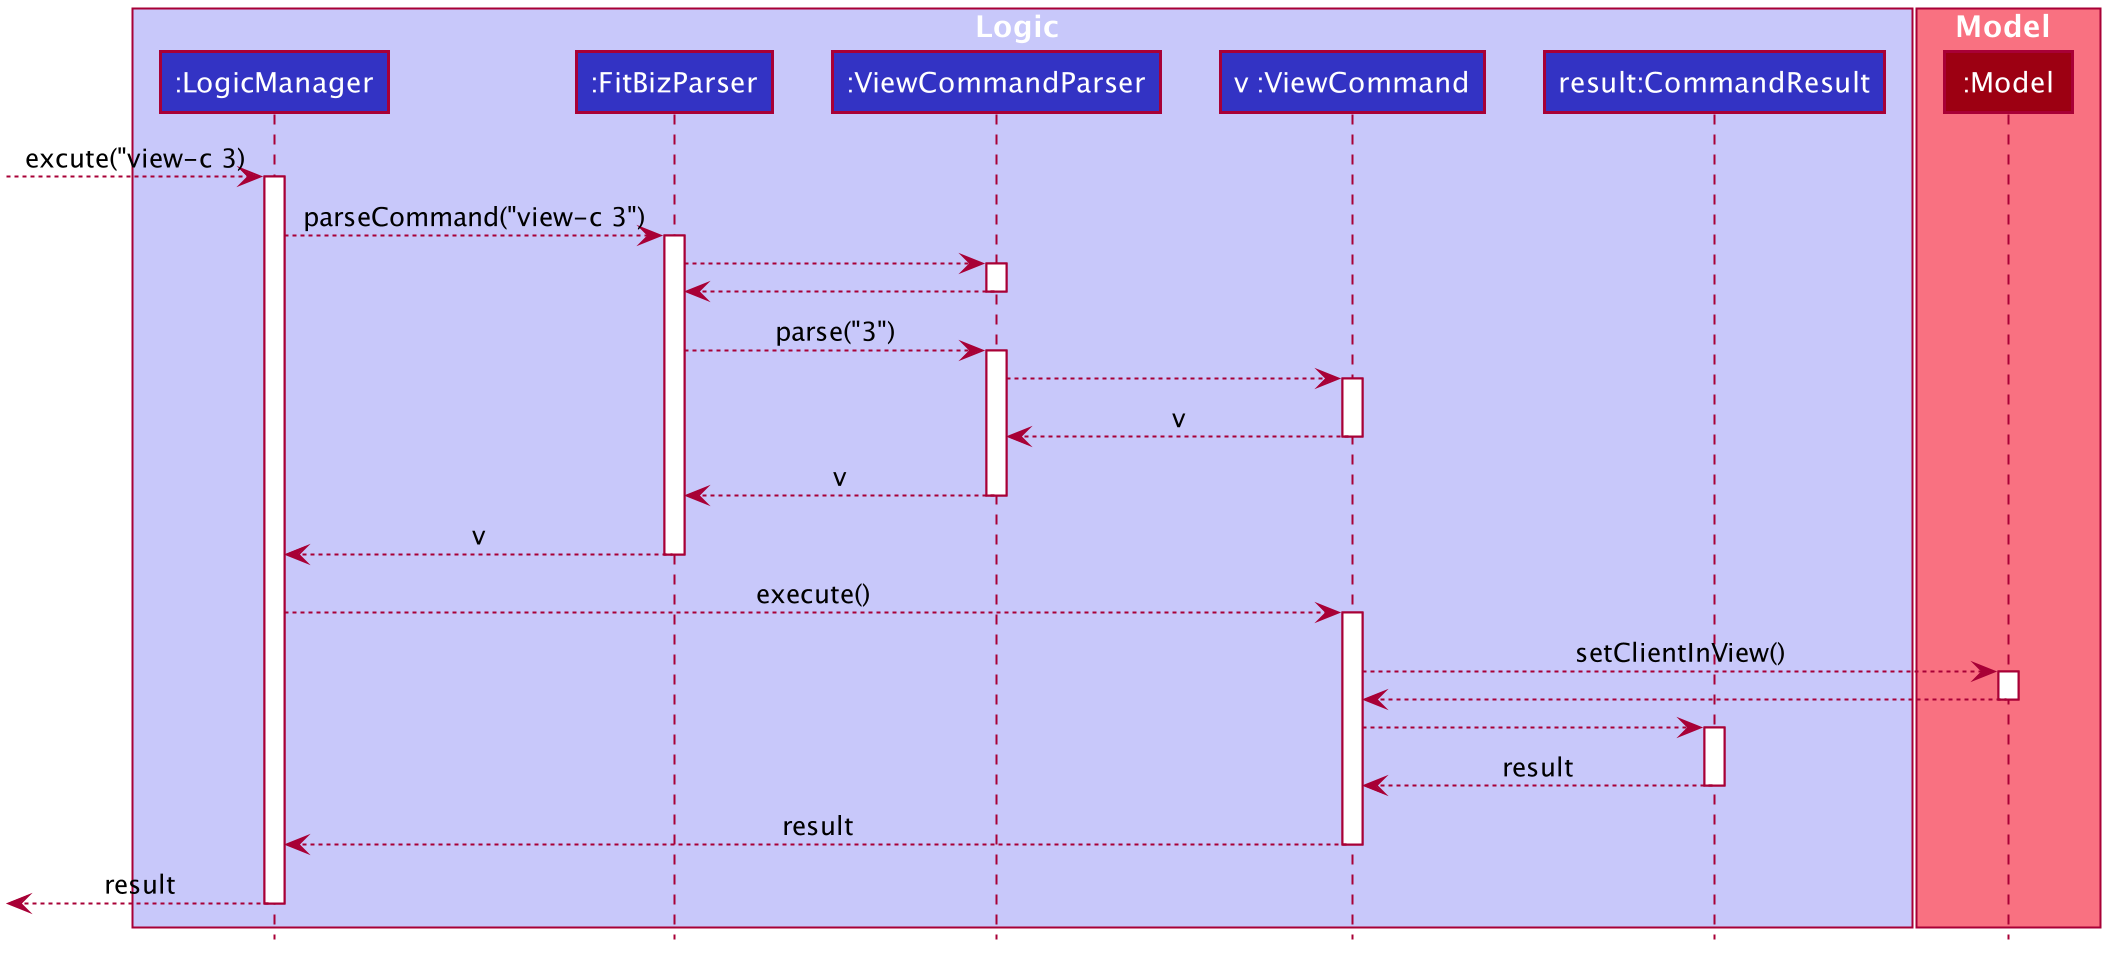 Logic
Model
:LogicManager
:FitBizParser
:ViewCommandParser
v :ViewCommand
result:CommandResult
:Model
excute("view-c 3)
parseCommand("view-c 3")
parse("3")
v
v
v
execute()
setClientInView()
result
result
result